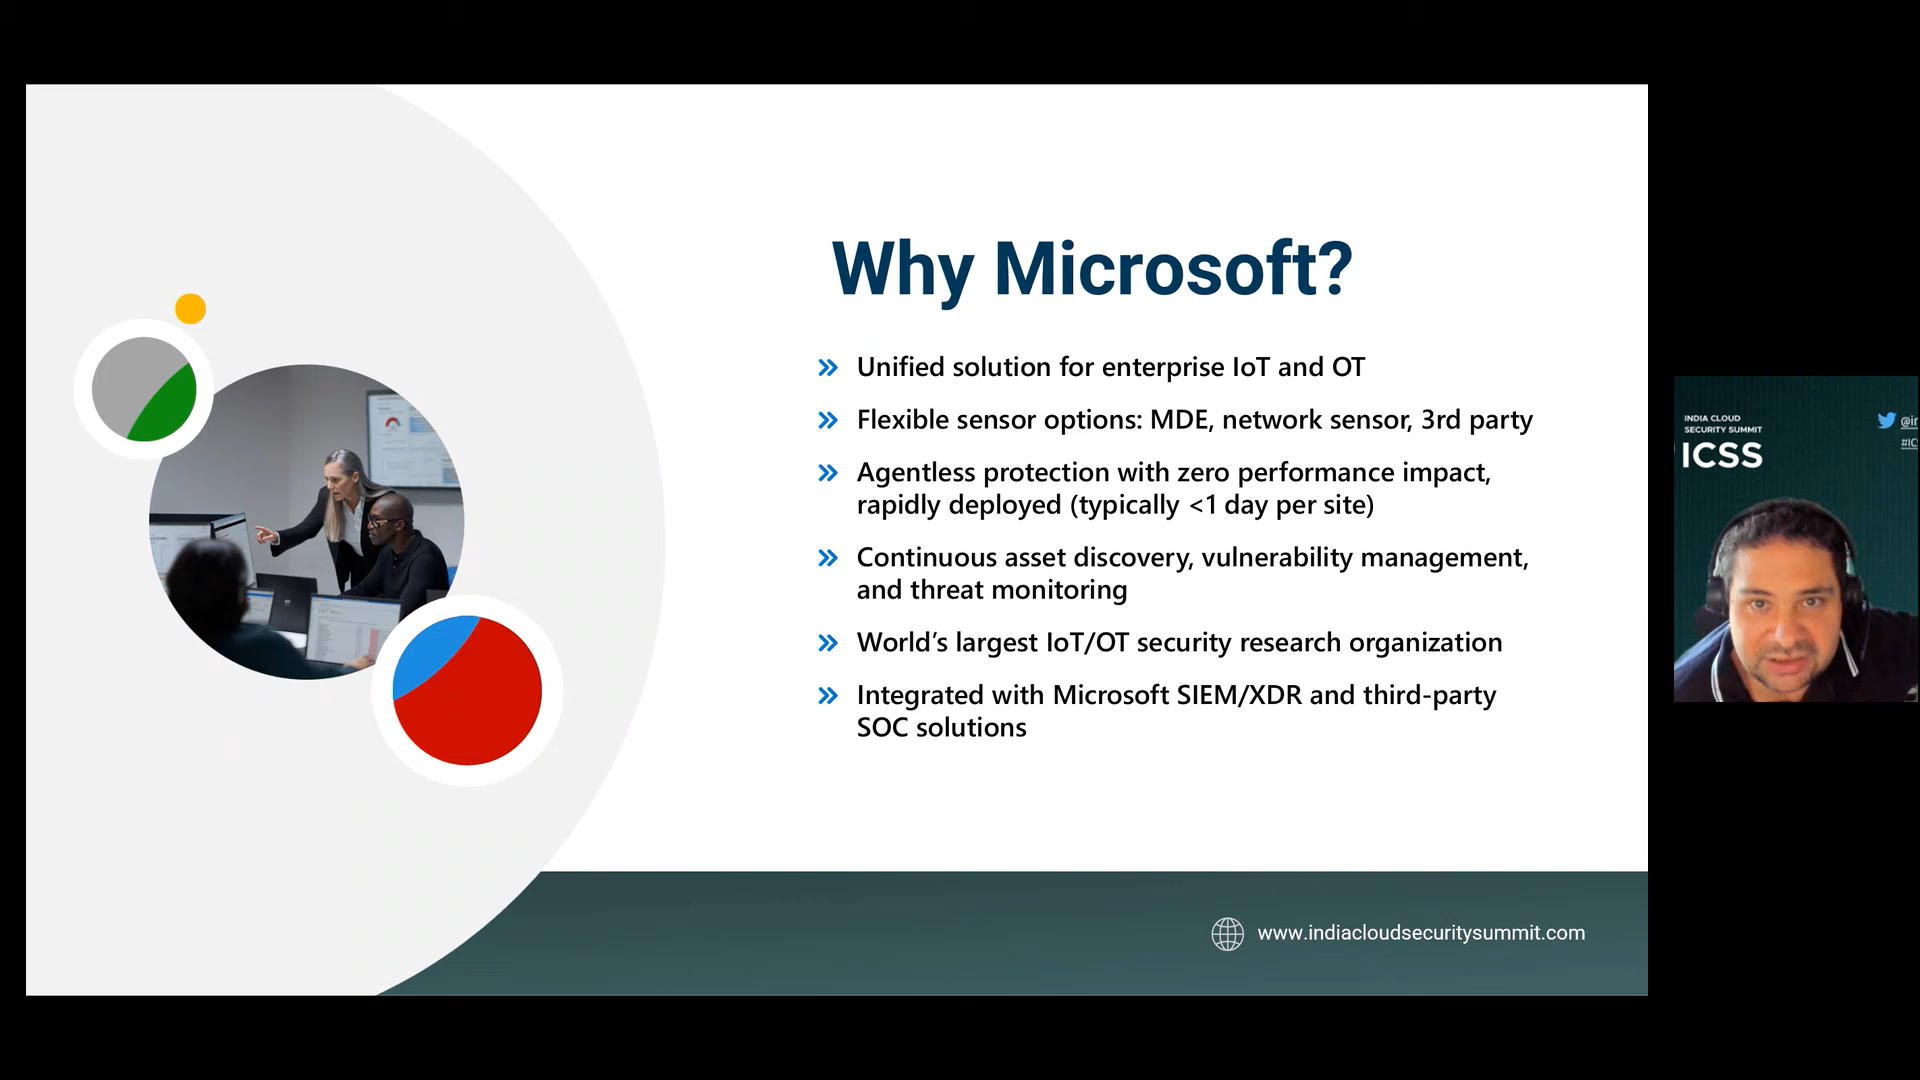 Why Microsoft?
Unified solution for enterprise IoT and OT
Flexible sensor options: MDE, network sensor, 3rd party
Agentless protection with zero performance impact,
rapidly deployed (typically <1 day per site)
Continuous asset discovery, vulnerability management,
and threat monitoring
World’s largest IoT/OT security research organization
Integrated with Microsoft SIEM/XDR and third-party
SOC solutions
www.indiacloudsecuritysummit.com
INDIA CLOUD
SECURITY SUMMIT
ICSS